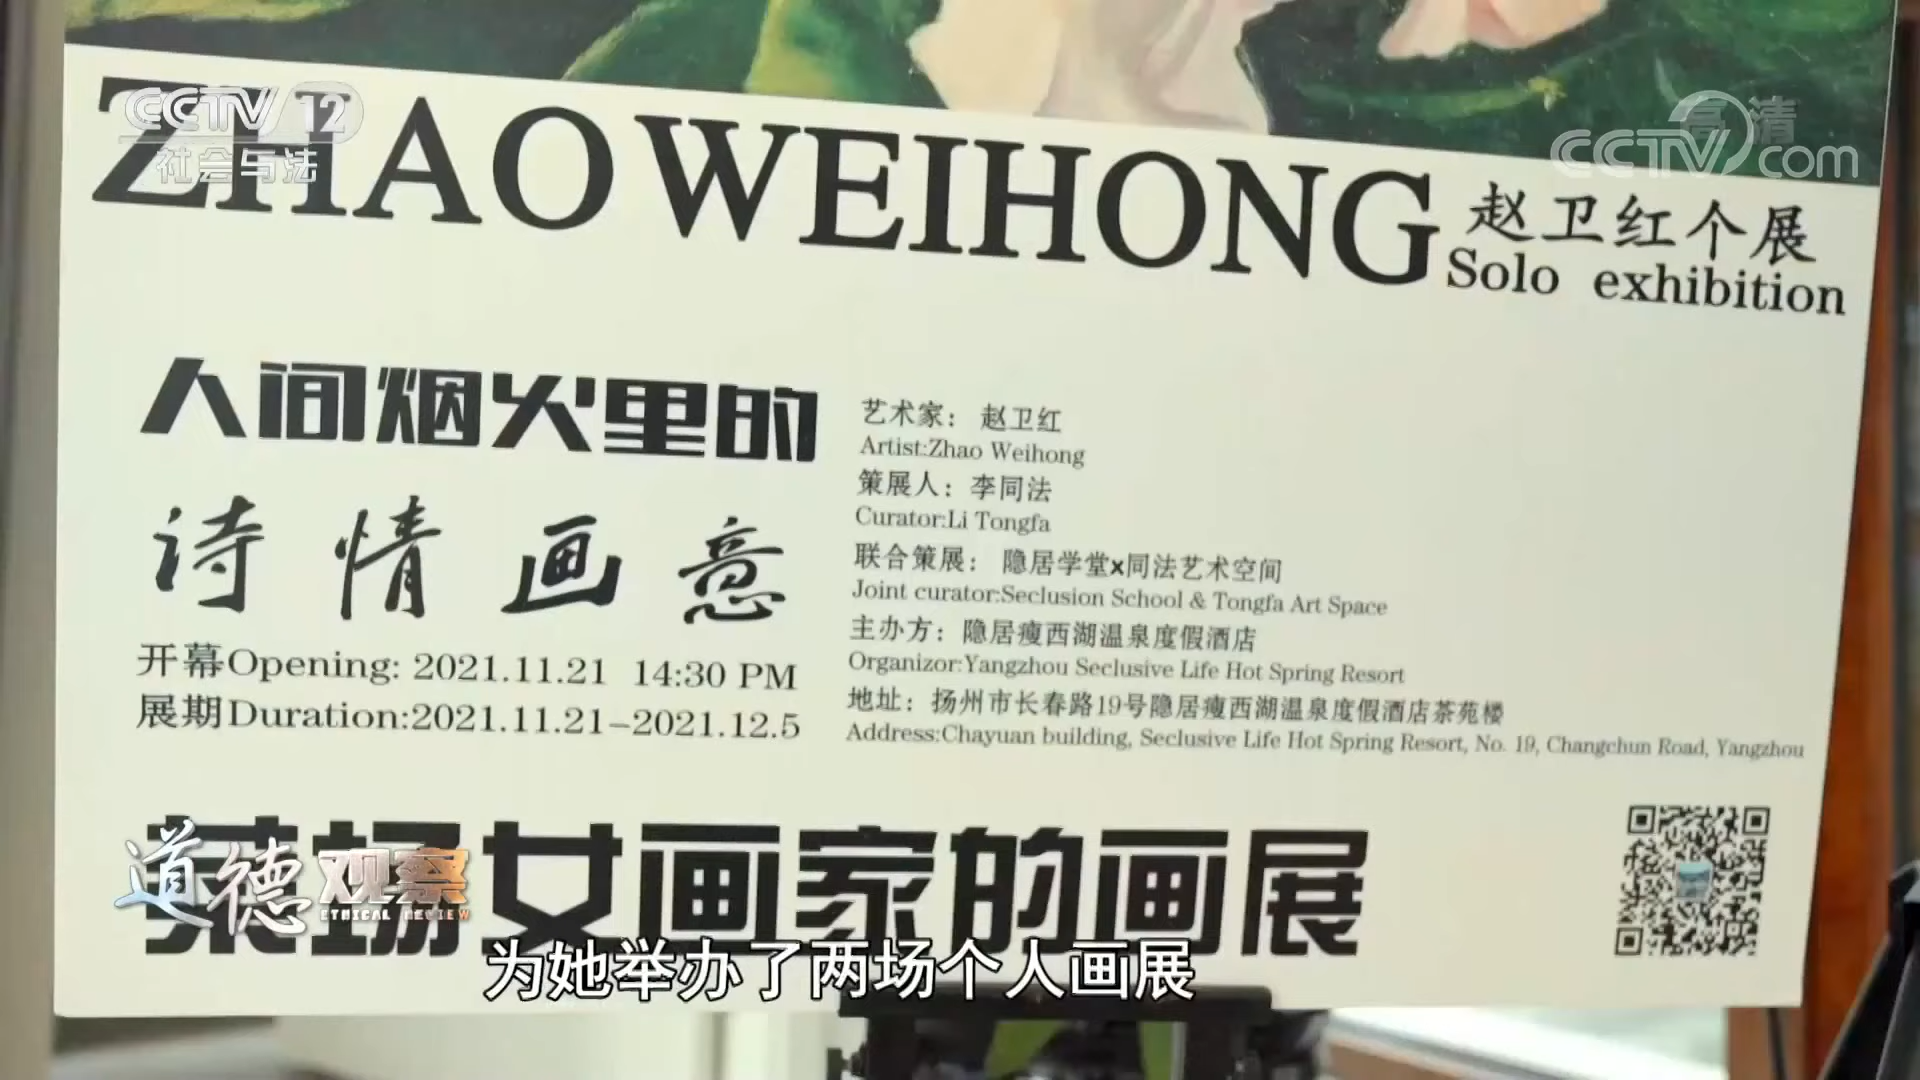 CCTV 12
社会与法
高清
CCTV com
ZHAO WEIHONG
赵卫红个展
Solo exhibition
人间烟火里的
诗情画意
开幕Opening: 2021.11.21 14:30 PM
展期Duration:2021.11.21-2021.12.5
艺术家： 赵卫红
Artist:Zhao Weihong
策展人：李同法
Curator:Li Tongfa
联合策展： 隐居学堂x同法艺术空间
Joint curator:Seclusion School & Tongfa Art Space
主办方：隐居瘦西湖温泉度假酒店
Organizor:Yangzhou Seclusive Life Hot Spring Resort
地址：扬州市长春路19号隐居瘦西湖温泉度假酒店茶苑楼
Address:Chayuan building, Seclusive Life Hot Spring Resort, No. 19, Changchun Road, Yangzhou
菜场女画家的画展
道德观察
ETHICAL REVIEW
为她举办了两场个人画展